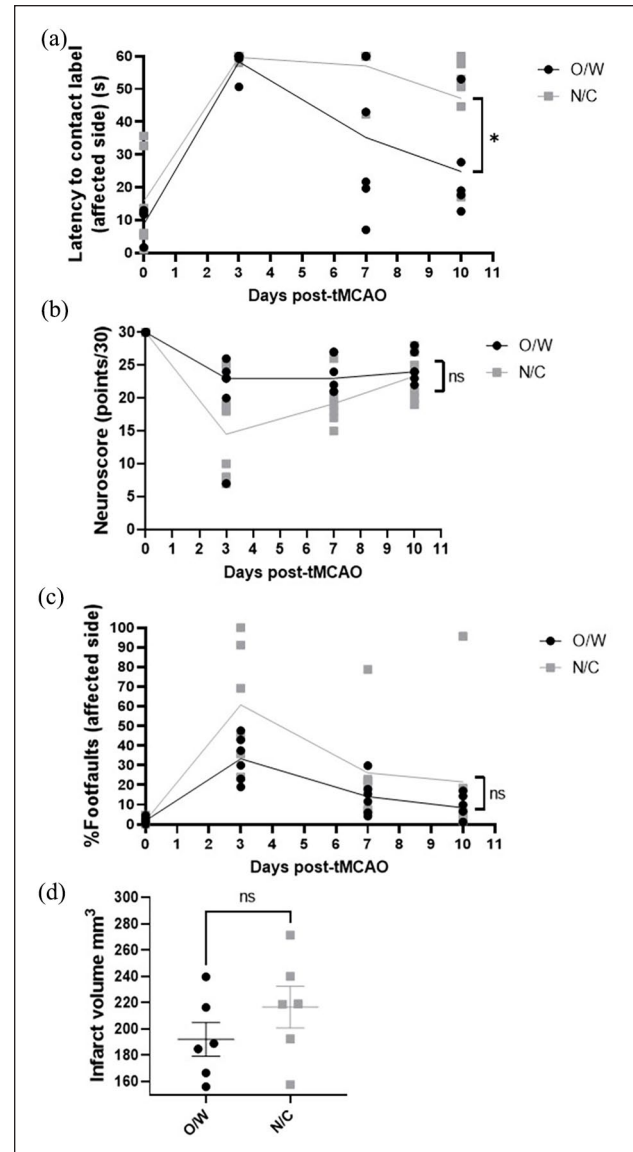 (a)
Latency to contact label
(affected side) (s)
60
50
40
30
20
10
0
0 1 2 3 4 5 6 7 8 9 10 11
Days post-tMCAO
O/W
N/C
*
(b)
Neuroscore (points/30)
30
25
20
15
10
5
0
0 1 2 3 4 5 6 7 8 9 10 11
Days post-tMCAO
O/W
N/C
ns
(c)
%Footfaults (affected side)
100
90
80
70
60
50
40
30
20
10
0
0 1 2 3 4 5 6 7 8 9 10 11
Days post-tMCAO
O/W
N/C
ns
(d)
Infarct volume mm³
300
280
260
240
220
200
180
160
ns
O/W
N/C